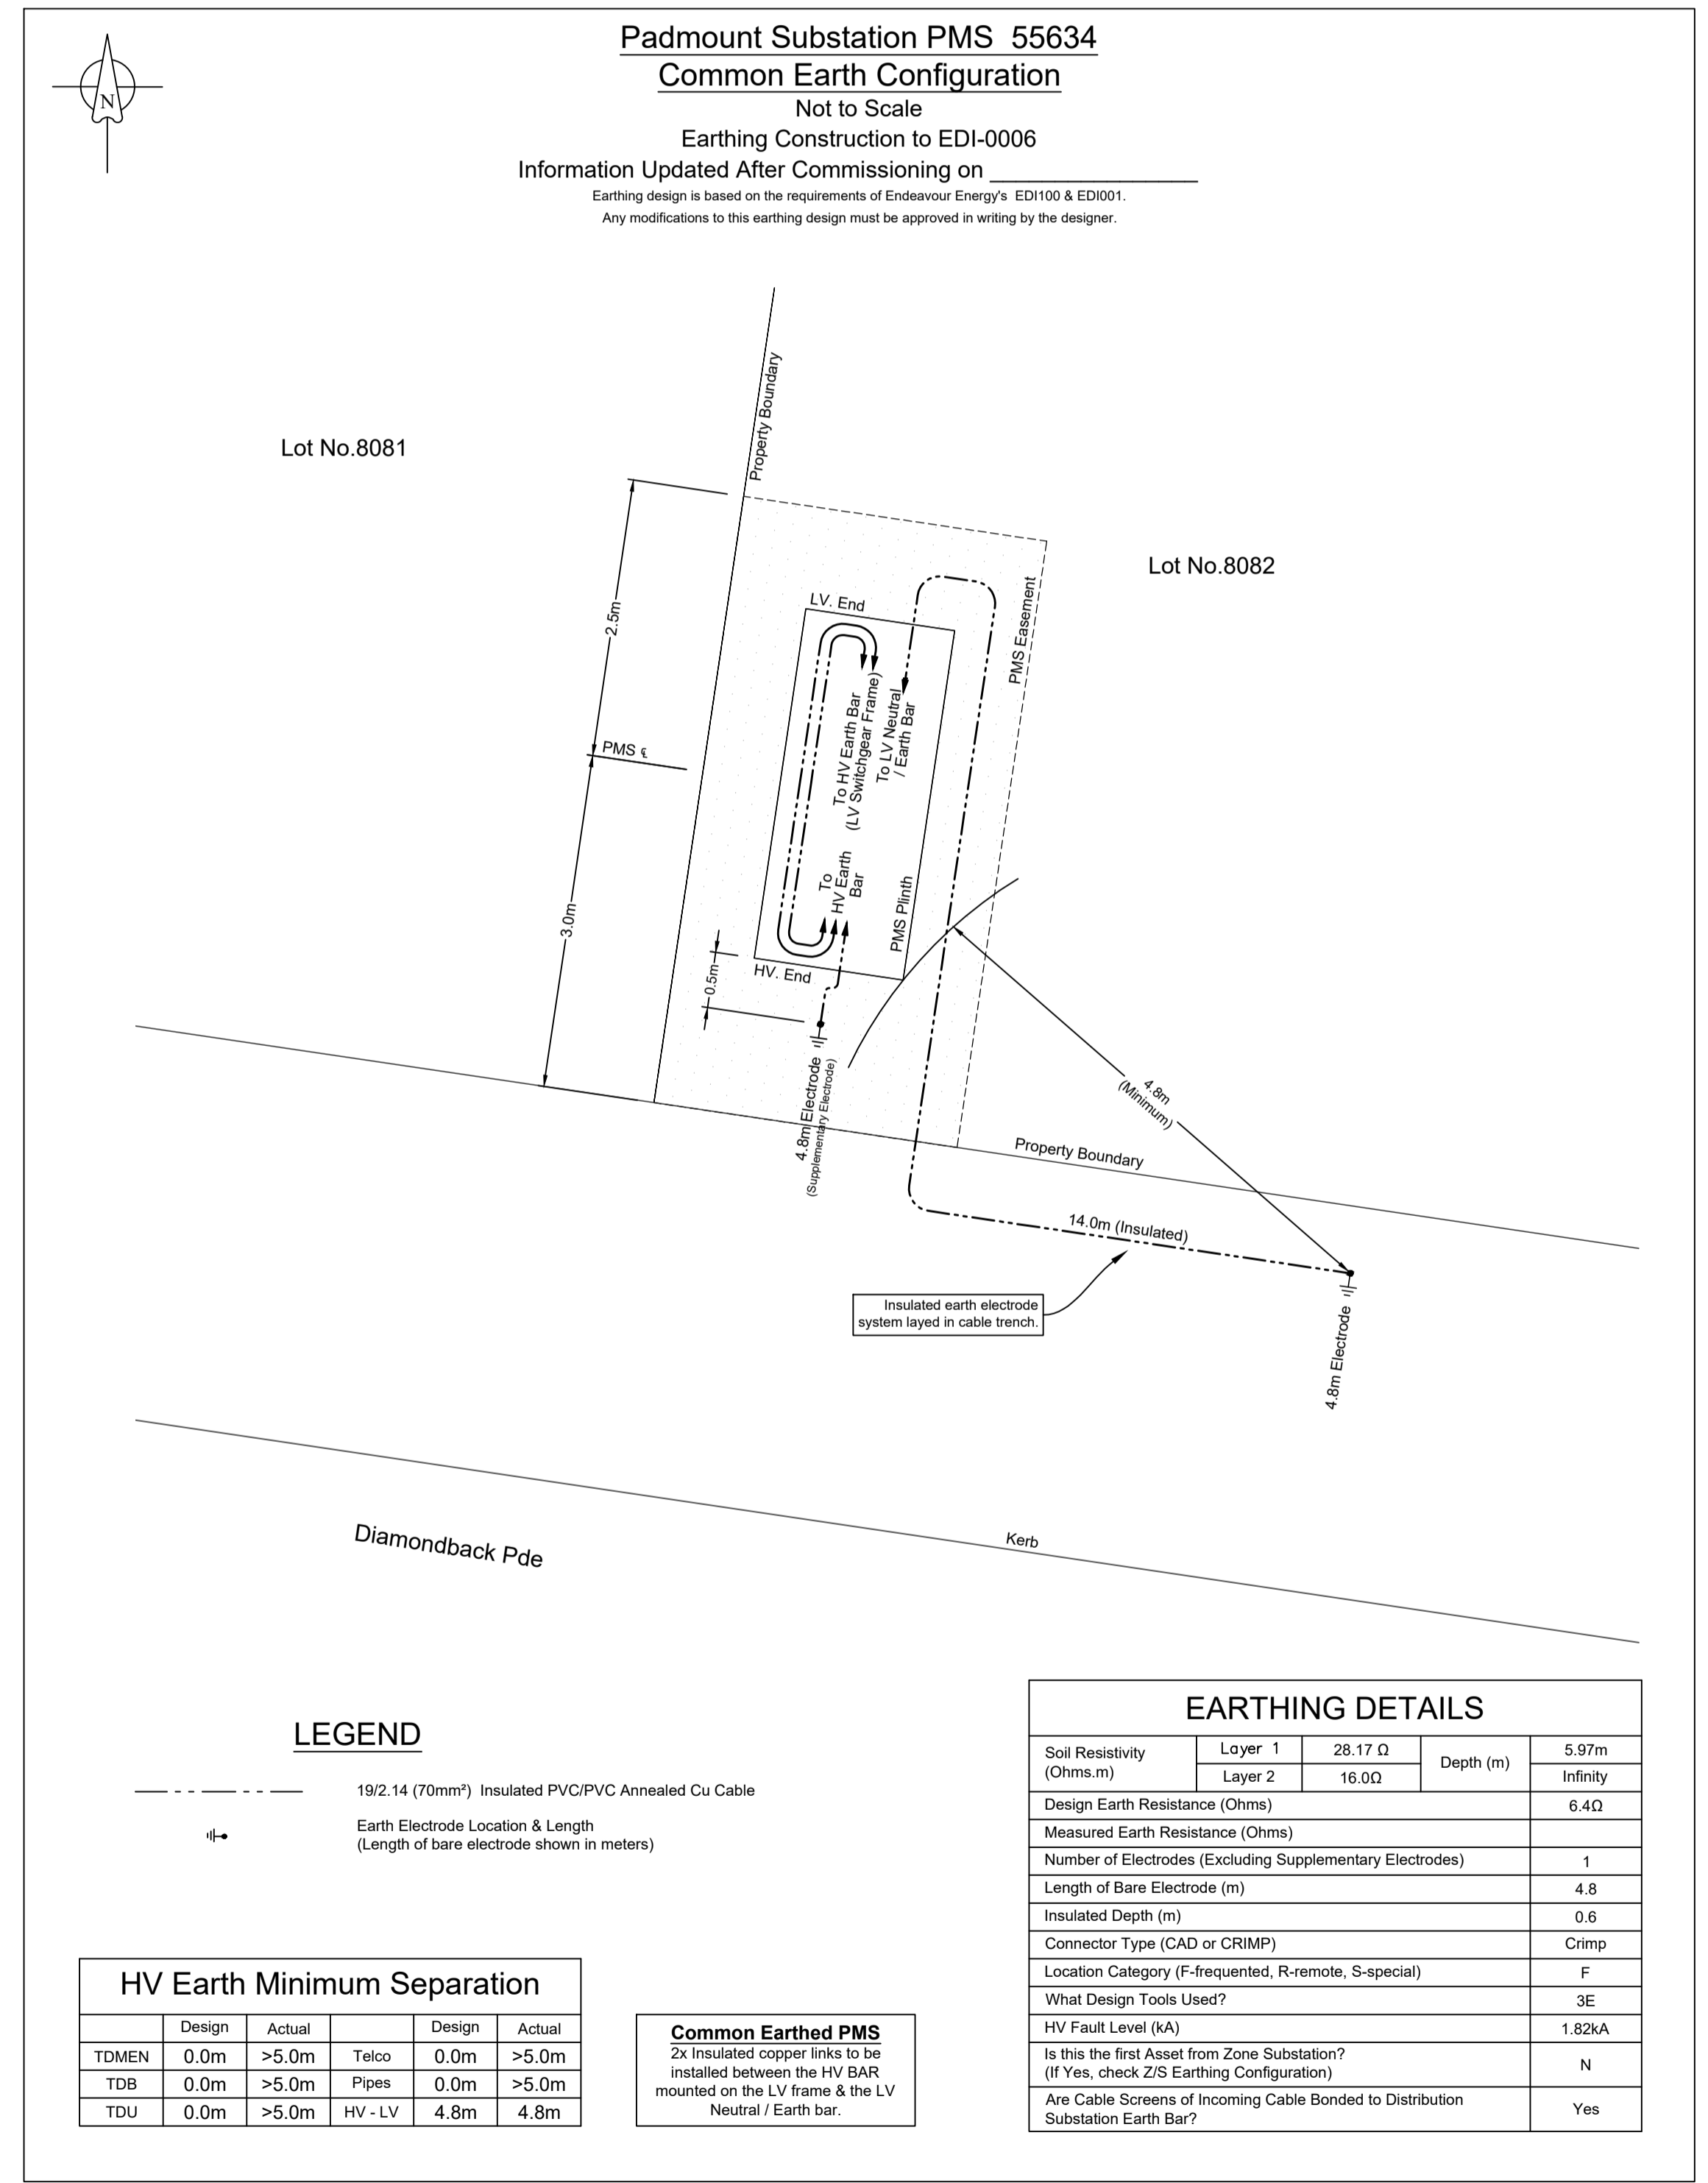 Padmount Substation PMS 55634
Common Earth Configuration
Not to Scale
Earthing Construction to EDI-0006
Information Updated After Commissioning on _________________
Earthing design is based on the requirements of Endeavour Energy's EDI100 & EDI001.
Any modifications to this earthing design must be approved in writing by the designer.
N
Property Boundary
Lot No.8081
Lot No.8082
2.5m
LV. End
PMS Easement
To HV Earth Bar
(LV Switchgear Frame)
To LV Neutral
/ Earth Bar
PMS ℄
3.0m
To
HV Earth
Bar
PMS Plinth
0.5m
HV. End
4.8m Electrode
(Supplementary Electrode)
4.8m
(Minimum)
Property Boundary
14.0m (Insulated)
Insulated earth electrode
system layed in cable trench.
4.8m Electrode
Diamondback Pde
Kerb
LEGEND
19/2.14 (70mm²) Insulated PVC/PVC Annealed Cu Cable
Earth Electrode Location & Length
(Length of bare electrode shown in meters)
HV Earth Minimum Separation
Design Actual Design Actual
TDMEN 0.0m >5.0m Telco 0.0m >5.0m
TDB 0.0m >5.0m Pipes 0.0m >5.0m
TDU 0.0m >5.0m HV - LV 4.8m 4.8m
Common Earthed PMS
2x Insulated copper links to be
installed between the HV BAR
mounted on the LV frame & the LV
Neutral / Earth bar.
EARTHING DETAILS
Soil Resistivity
(Ohms.m)
Layer 1 28.17 Ω Depth (m) 5.97m
Layer 2 16.0Ω Infinity
Design Earth Resistance (Ohms) 6.4Ω
Measured Earth Resistance (Ohms)
Number of Electrodes (Excluding Supplementary Electrodes) 1
Length of Bare Electrode (m) 4.8
Insulated Depth (m) 0.6
Connector Type (CAD or CRIMP) Crimp
Location Category (F-frequented, R-remote, S-special) F
What Design Tools Used? 3E
HV Fault Level (kA) 1.82kA
Is this the first Asset from Zone Substation?
(If Yes, check Z/S Earthing Configuration) N
Are Cable Screens of Incoming Cable Bonded to Distribution
Substation Earth Bar? Yes